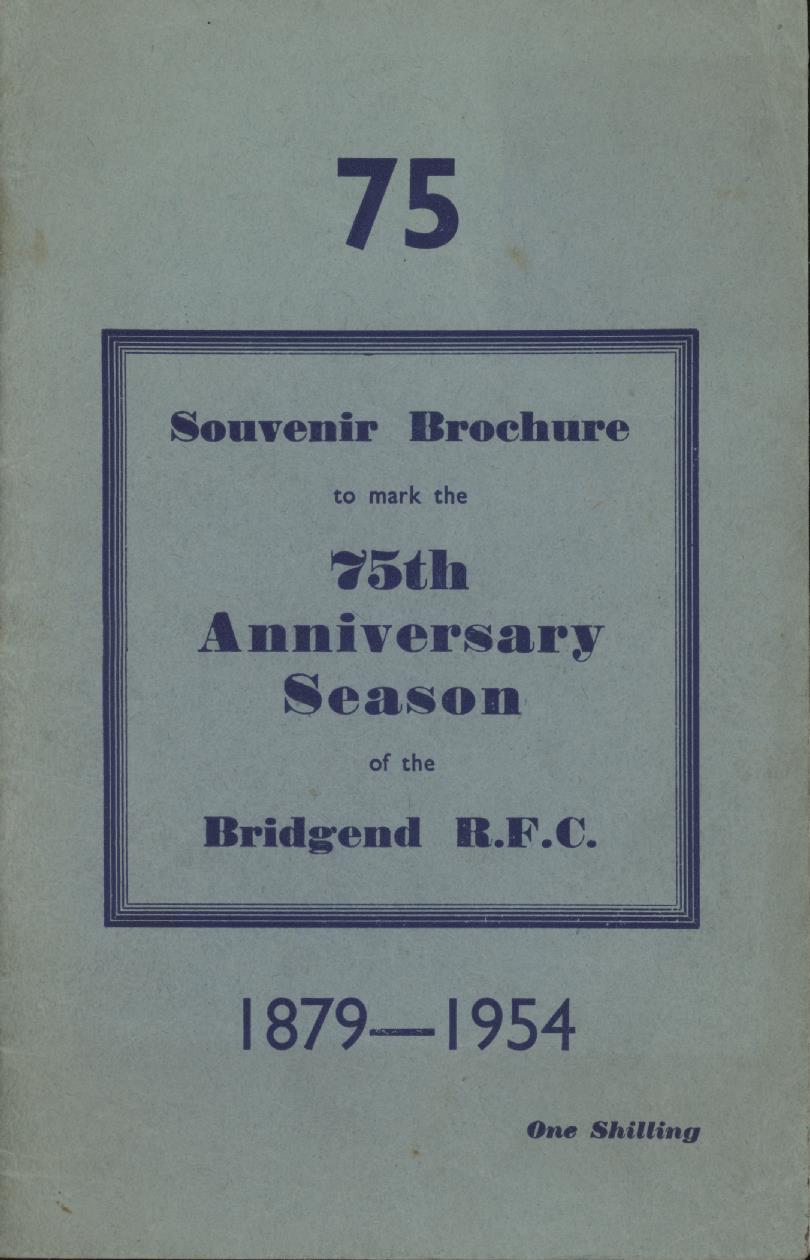 75
Souvenir Brochure
to mark the
75th
Anniversary
Season
of the
Bridgend R.F.C.
1879—1954
One Shilling